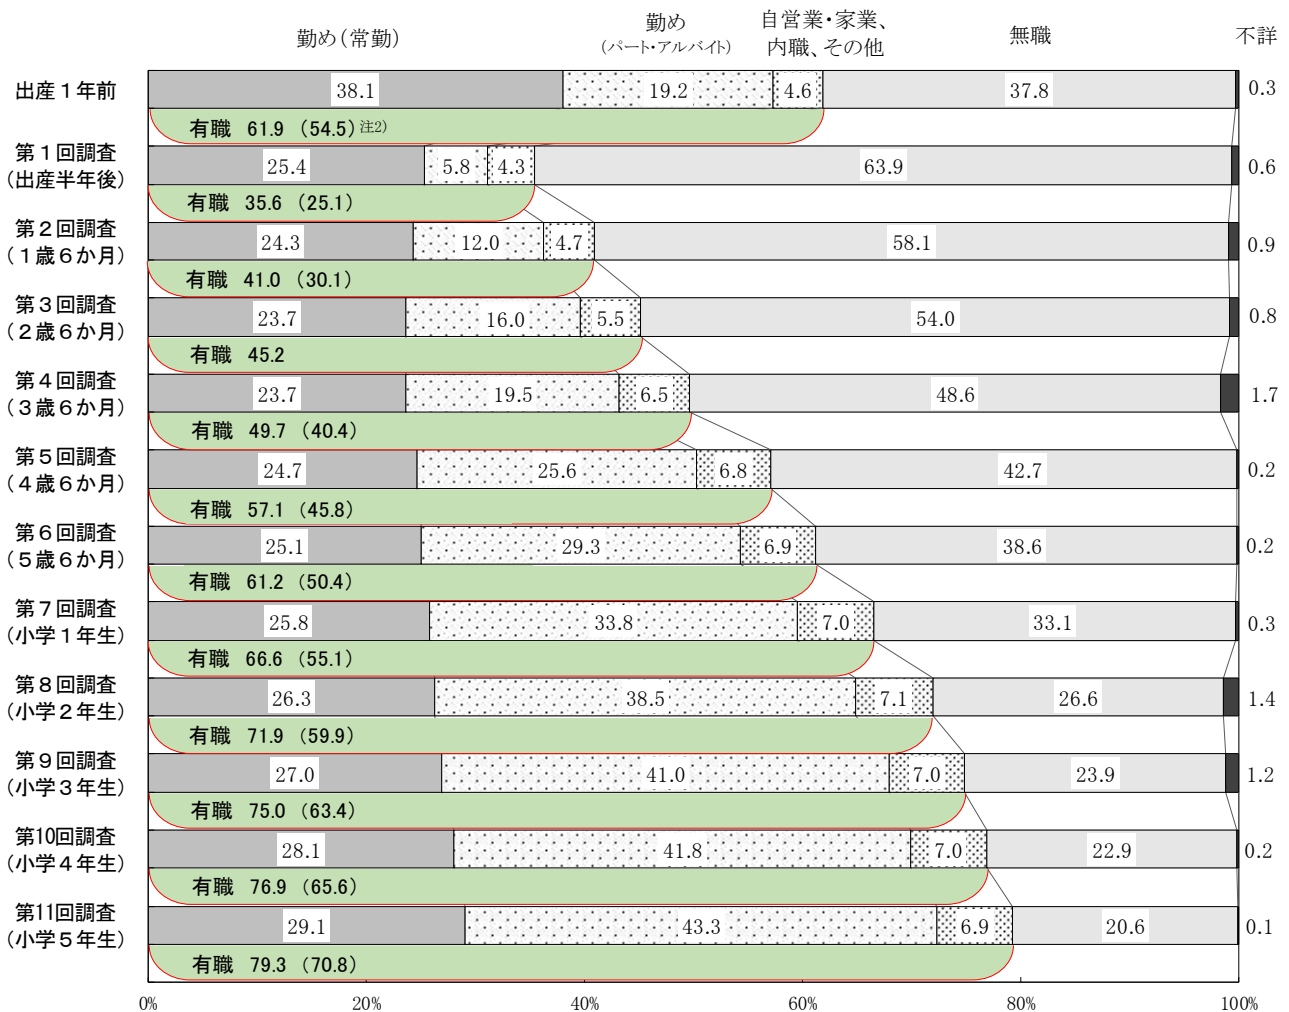 勤め（常勤）
勤め
（パート・アルバイト）
自営業・家業、
内職、その他
無職
不詳
出産１年前
38.1 19.2 4.6 37.8 0.3
有職 61.9 (54.5) 注2)
第１回調査
（出産半年後）
25.4 5.8 4.3 63.9 0.6
有職 35.6 (25.1)
第２回調査
（１歳６か月）
24.3 12.0 4.7 58.1 0.9
有職 41.0 (30.1)
第３回調査
（２歳６か月）
23.7 16.0 5.5 54.0 0.8
有職 45.2
第４回調査
（３歳６か月）
23.7 19.5 6.5 48.6 1.7
有職 49.7 (40.4)
第５回調査
（４歳６か月）
24.7 25.6 6.8 42.7 0.2
有職 57.1 (45.8)
第６回調査
（５歳６か月）
25.1 29.3 6.9 38.6 0.2
有職 61.2 (50.4)
第７回調査
（小学１年生）
25.8 33.8 7.0 33.1 0.3
有職 66.6 (55.1)
第８回調査
（小学２年生）
26.3 38.5 7.1 26.6 1.4
有職 71.9 (59.9)
第９回調査
（小学３年生）
27.0 41.0 7.0 23.9 1.2
有職 75.0 (63.4)
第10回調査
（小学４年生）
28.1 41.8 7.0 22.9 0.2
有職 76.9 (65.6)
第11回調査
（小学５年生）
29.1 43.3 6.9 20.6 0.1
有職 79.3 (70.8)
0% 20% 40% 60% 80% 100%